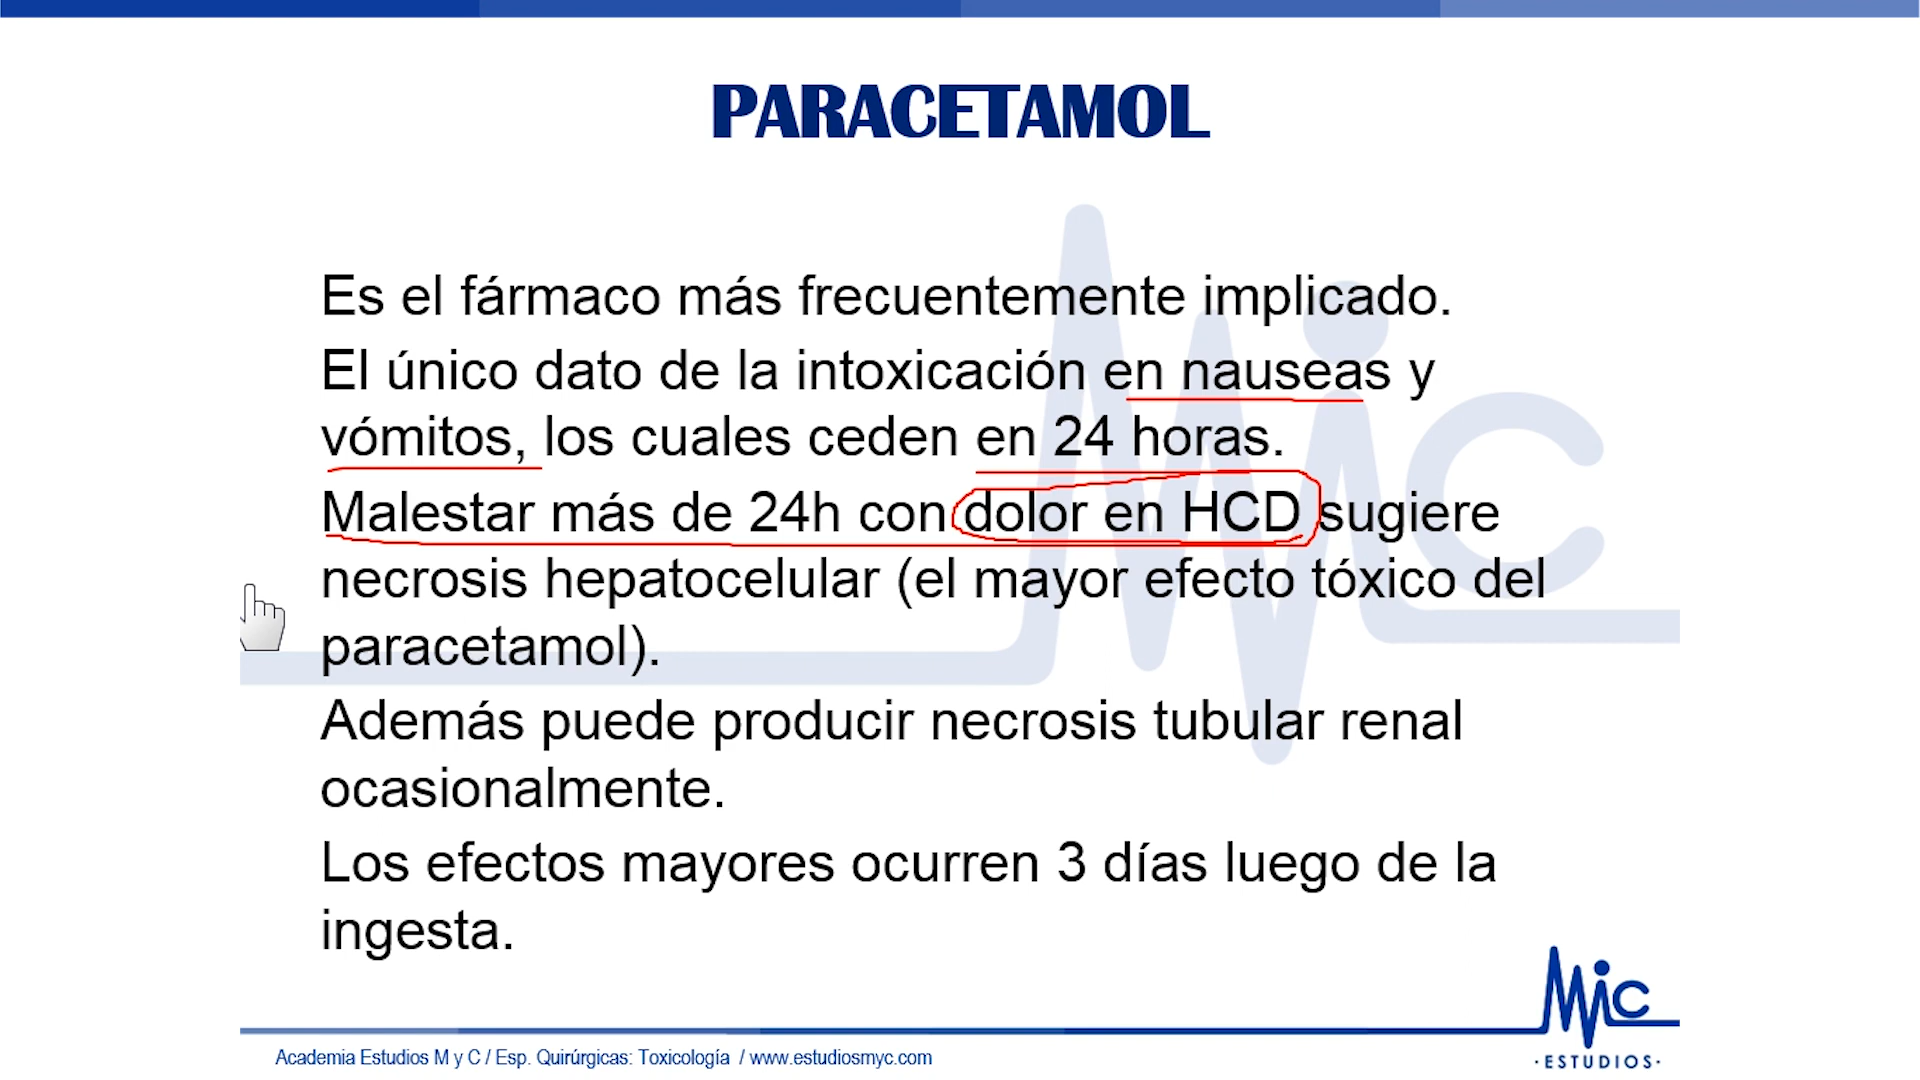 PARACETAMOL
Es el fármaco más frecuentemente implicado.
El único dato de la intoxicación en nauseas y
vómitos, los cuales ceden en 24 horas.
Malestar más de 24h con dolor en HCD sugiere
necrosis hepatocelular (el mayor efecto tóxico del
paracetamol).
Además puede producir necrosis tubular renal
ocasionalmente.
Los efectos mayores ocurren 3 días luego de la
ingesta.
MiC
·ESTUDIOS·
Academia Estudios M y C / Esp. Quirúrgicas: Toxicología / www.estudiosmyc.com